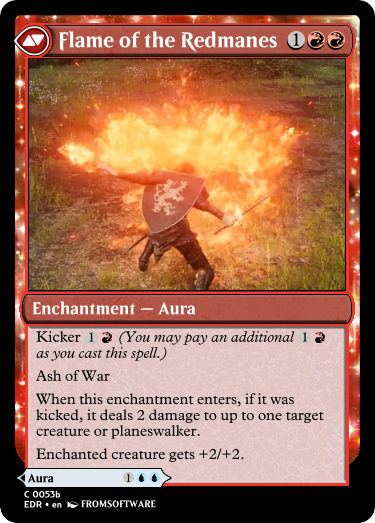 Flame of the Redmanes 1
Enchantment — Aura
Kicker 1 (You may pay an additional 1
as you cast this spell.)
Ash of War
When this enchantment enters, if it was
kicked, it deals 2 damage to up to one target
creature or planeswalker.
Enchanted creature gets +2/+2.
Aura 1
C 0053b
EDR • en FROMSOFTWARE